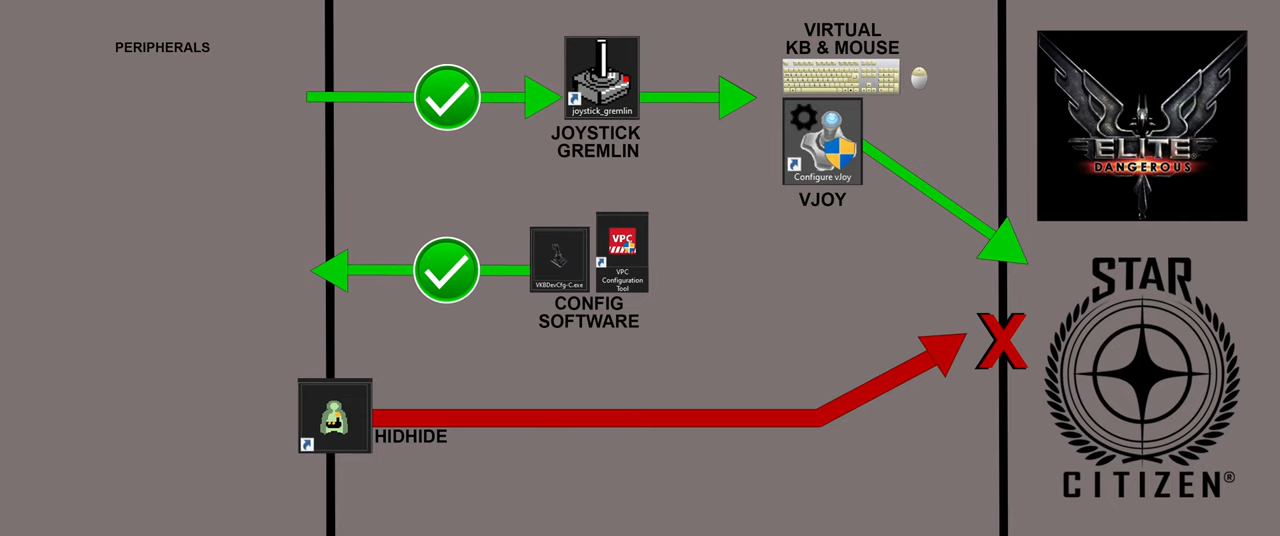 PERIPHERALS
joystick_gremlin
JOYSTICK
GREMLIN
VIRTUAL
KB & MOUSE
Configure vJoy
VJOY
ELITE
DANGEROUS
VKBDevCfg-C.exe
VPC
VPC
Configuration
Tool
CONFIG
SOFTWARE
HIDHIDE
X
STAR
CITIZEN®